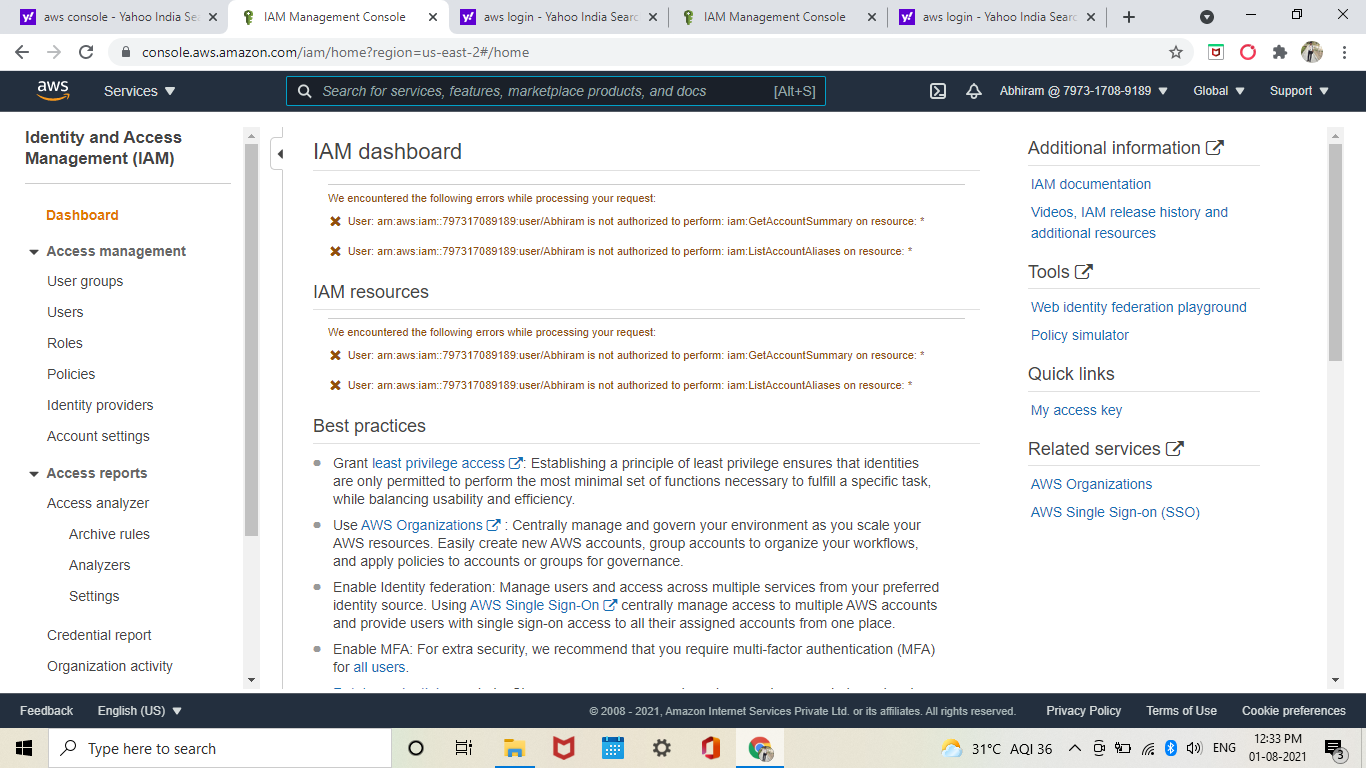 aws console - Yahoo India Sea
IAM Management Console
aws login - Yahoo India Searc
IAM Management Console
aws login - Yahoo India Searc
console.aws.amazon.com/iam/home?region=us-east-2#/home
aws
Services
Search for services, features, marketplace products, and docs
[Alt+S]
Abhiram @ 7973-1708-9189
Global
Support
Identity and Access
Management (IAM)
Dashboard
Access management
User groups
Users
Roles
Policies
Identity providers
Account settings
Access reports
Access analyzer
Archive rules
Analyzers
Settings
Credential report
Organization activity
IAM dashboard
We encountered the following errors while processing your request:
User: arn:aws:iam::797317089189:user/Abhiram is not authorized to perform: iam:GetAccountSummary on resource: *
User: arn:aws:iam::797317089189:user/Abhiram is not authorized to perform: iam:ListAccountAliases on resource: *
IAM resources
We encountered the following errors while processing your request:
User: arn:aws:iam::797317089189:user/Abhiram is not authorized to perform: iam:GetAccountSummary on resource: *
User: arn:aws:iam::797317089189:user/Abhiram is not authorized to perform: iam:ListAccountAliases on resource: *
Best practices
Grant least privilege access : Establishing a principle of least privilege ensures that identities
are only permitted to perform the most minimal set of functions necessary to fulfill a specific task,
while balancing usability and efficiency.
Use AWS Organizations : Centrally manage and govern your environment as you scale your
AWS resources. Easily create new AWS accounts, group accounts to organize your workflows,
and apply policies to accounts or groups for governance.
Enable Identity federation: Manage users and access across multiple services from your preferred
identity source. Using AWS Single Sign-On centrally manage access to multiple AWS accounts
and provide users with single sign-on access to all their assigned accounts from one place.
Enable MFA: For extra security, we recommend that you require multi-factor authentication (MFA)
for all users.
Additional information
IAM documentation
Videos, IAM release history and
additional resources
Tools
Web identity federation playground
Policy simulator
Quick links
My access key
Related services
AWS Organizations
AWS Single Sign-on (SSO)
Feedback
English (US)
© 2008 - 2021, Amazon Internet Services Private Ltd. or its affiliates. All rights reserved.
Privacy Policy
Terms of Use
Cookie preferences
Type here to search
31°C AQI 36
ENG
12:33 PM
01-08-2021
3